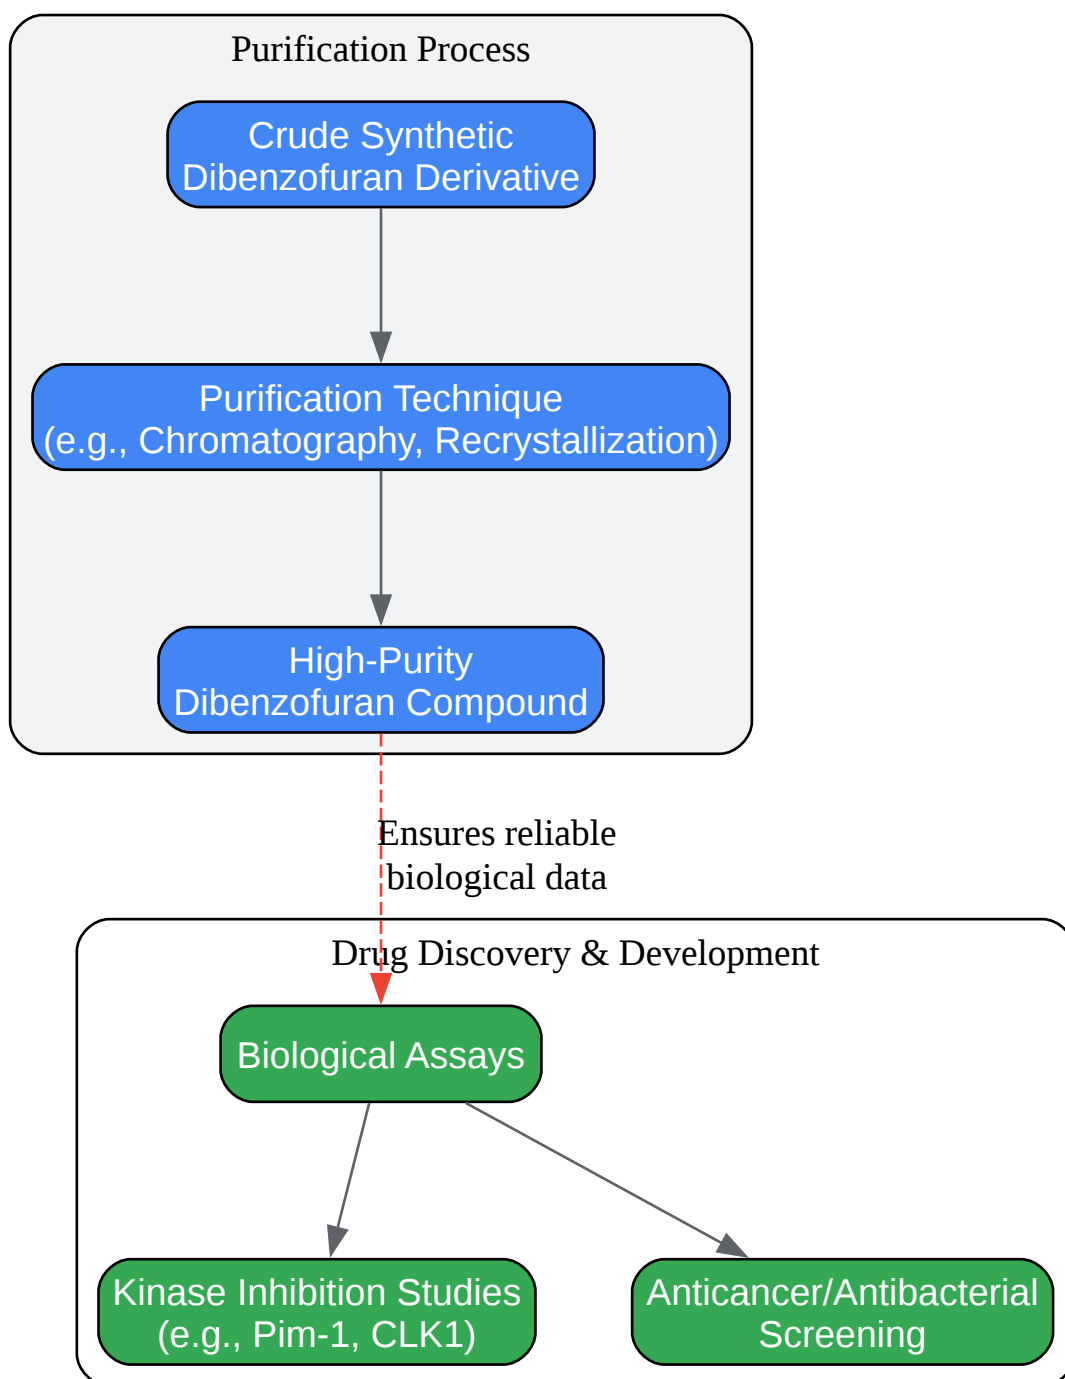 Purification Process
Crude Synthetic
Dibenzofuran Derivative
Purification Technique
(e.g., Chromatography, Recrystallization)
High-Purity
Dibenzofuran Compound
Ensures reliable
biological data
Drug Discovery & Development
Biological Assays
Kinase Inhibition Studies
(e.g., Pim-1, CLK1)
Anticancer/Antibacterial
Screening